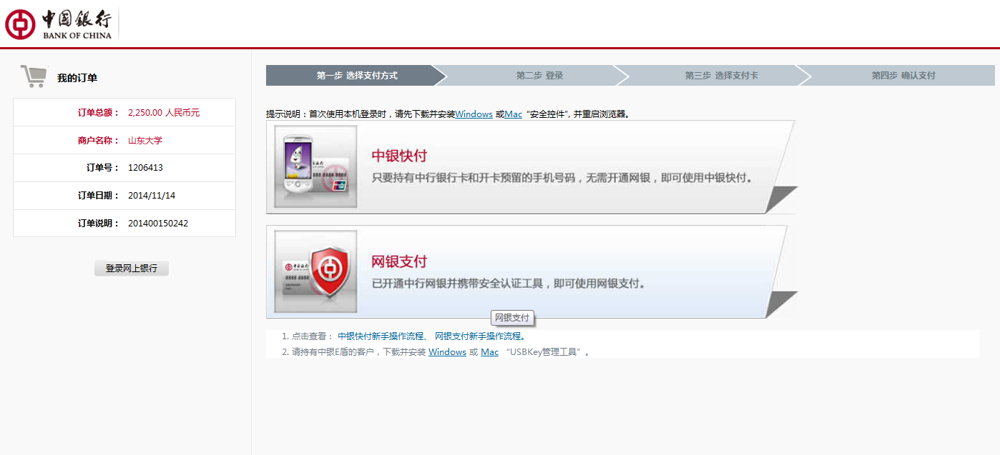 中国银行
BANK OF CHINA
我的订单
订单总额： 2,250.00 人民币元
商户名称： 山东大学
订单号： 1206413
订单日期： 2014/11/14
订单说明： 201400150242
登录网上银行
第一步 选择支付方式
第二步 登录
第三步 选择支付卡
第四步 确认支付
提示说明：首次使用本机登录时，请先下载并安装Windows 或Mac “安全控件”, 并重启浏览器。
中银快付
只要持有中行银行卡和开卡预留的手机号码，无需开通网银，即可使用中银快付。
888 8888 8888
网银支付
已开通中行网银并携带安全认证工具，即可使用网银支付。
8888 8888
网银支付
1. 点击查看： 中银快付新手操作流程、 网银支付新手操作流程。
2. 请持有中银E盾的客户，下载并安装 Windows 或 Mac “USBKey管理工具” 。